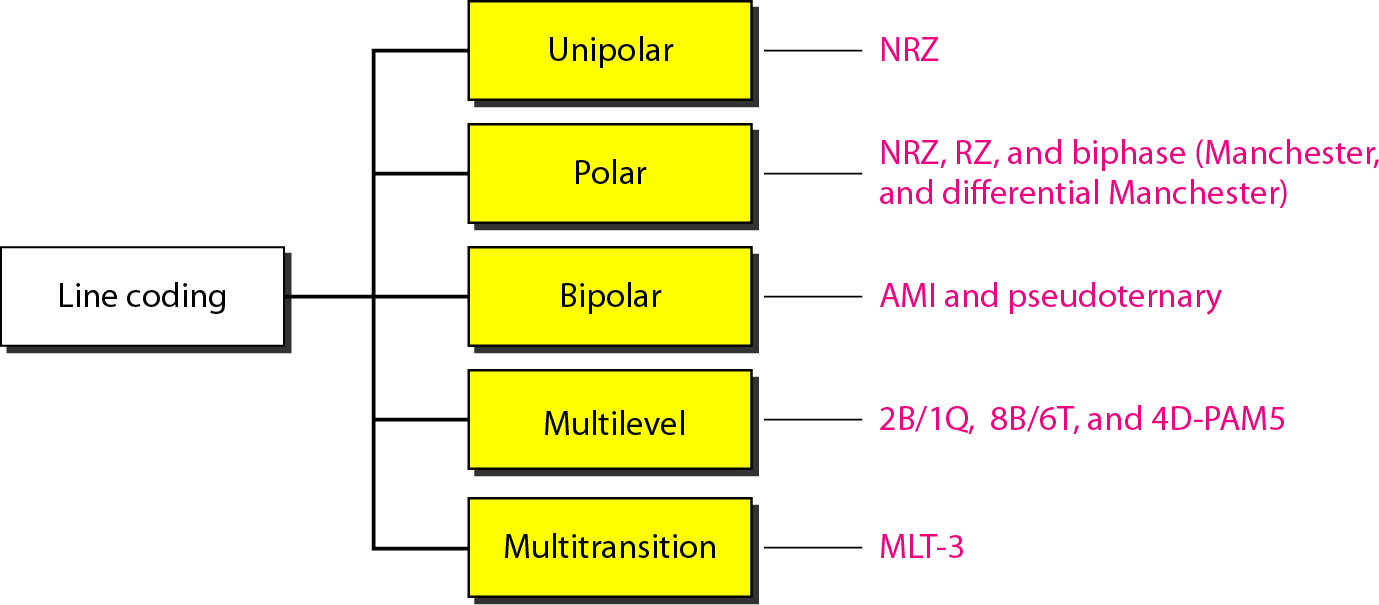 Unipolar
NRZ
Polar
NRZ, RZ, and biphase (Manchester,
and differential Manchester)
Line coding
Bipolar
AMI and pseudoternary
Multilevel
2B/1Q,  8B/6T, and 4D-PAM5
Multitransition
MLT-3